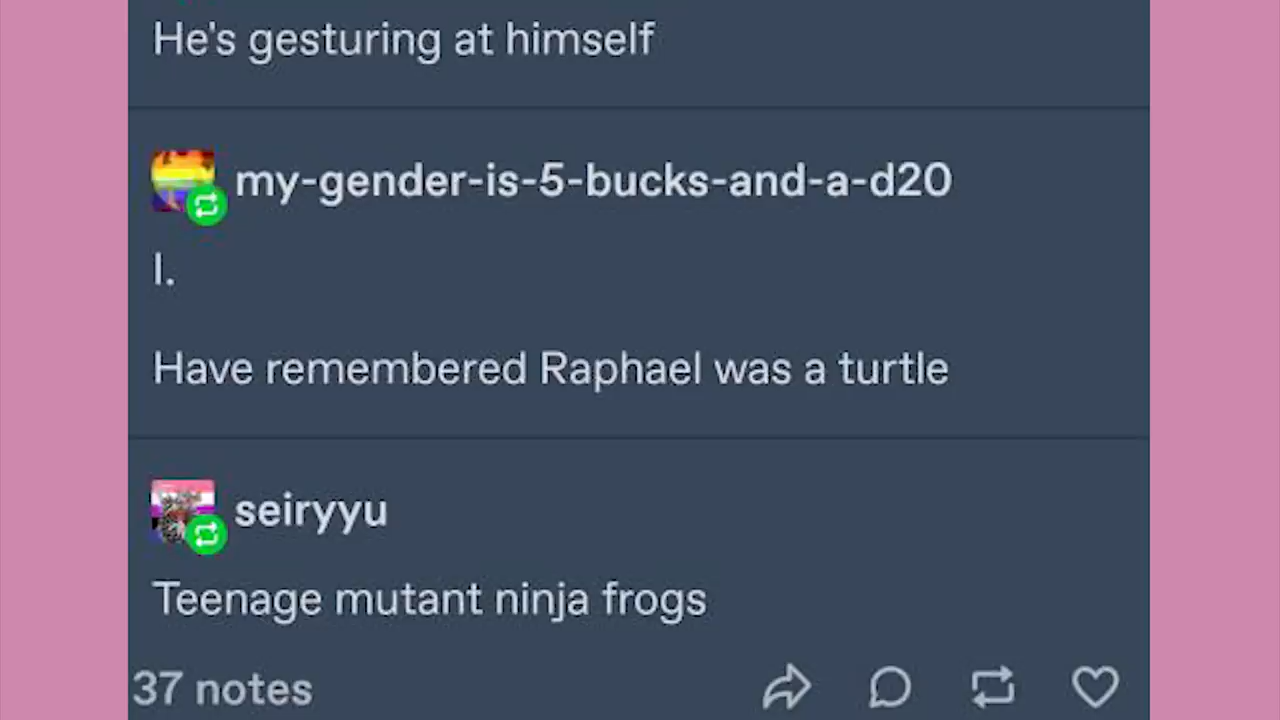 He's gesturing at himself
my-gender-is-5-bucks-and-a-d20
I.
Have remembered Raphael was a turtle
seiryyu
Teenage mutant ninja frogs
37 notes